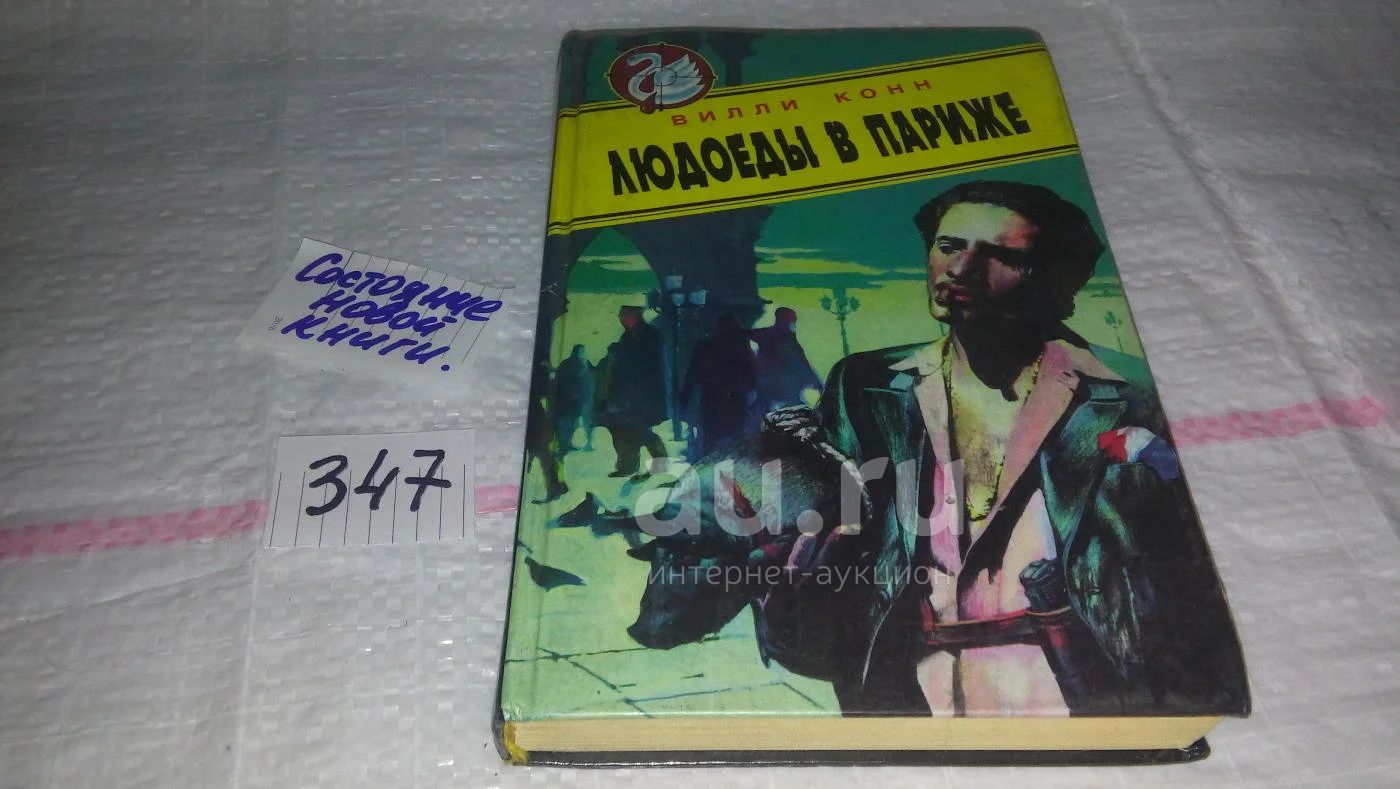 ВИЛЛИ КОНН
ЛЮДОЕДЫ В ПАРИЖЕ
Состояние
новой
книги.
347
au.ru
интернет-аукцион